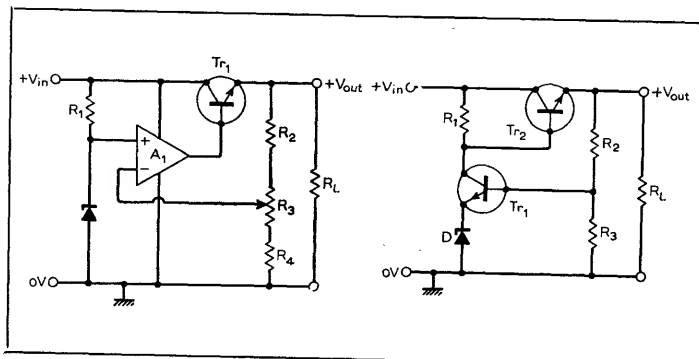 Tr1
+Vin
+Vout
R1
R2
A1
+
−
R3
RL
R4
0V
+Vin
Tr2
+Vout
R1
R2
Tr1
RL
D
R3
0V